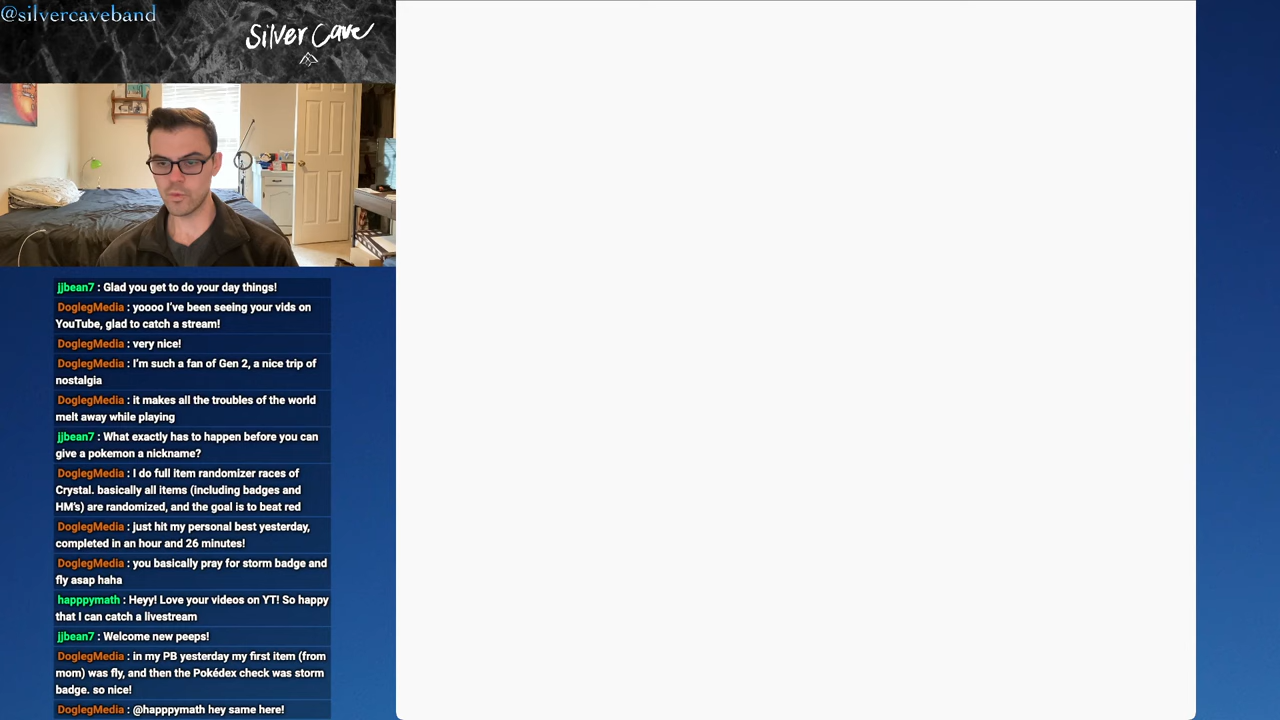 @silvercaveband
Silver Cave
jjbean7 : Glad you get to do your day things!
DoglegMedia : yoooo I've been seeing your vids on
YouTube, glad to catch a stream!
DoglegMedia : very nice!
DoglegMedia : I'm such a fan of Gen 2, a nice trip of
nostalgia
DoglegMedia : it makes all the troubles of the world
melt away while playing
jjbean7 : What exactly has to happen before you can
give a pokemon a nickname?
DoglegMedia : I do full item randomizer races of
Crystal. basically all items (including badges and
HM's) are randomized, and the goal is to beat red
DoglegMedia : just hit my personal best yesterday,
completed in an hour and 26 minutes!
DoglegMedia : you basically pray for storm badge and
fly asap haha
happpymath : Heyy! Love your videos on YT! So happy
that I can catch a livestream
jjbean7 : Welcome new peeps!
DoglegMedia : in my PB yesterday my first item (from
mom) was fly, and then the Pokédex check was storm
badge. so nice!
DoglegMedia : @happpymath hey same here!